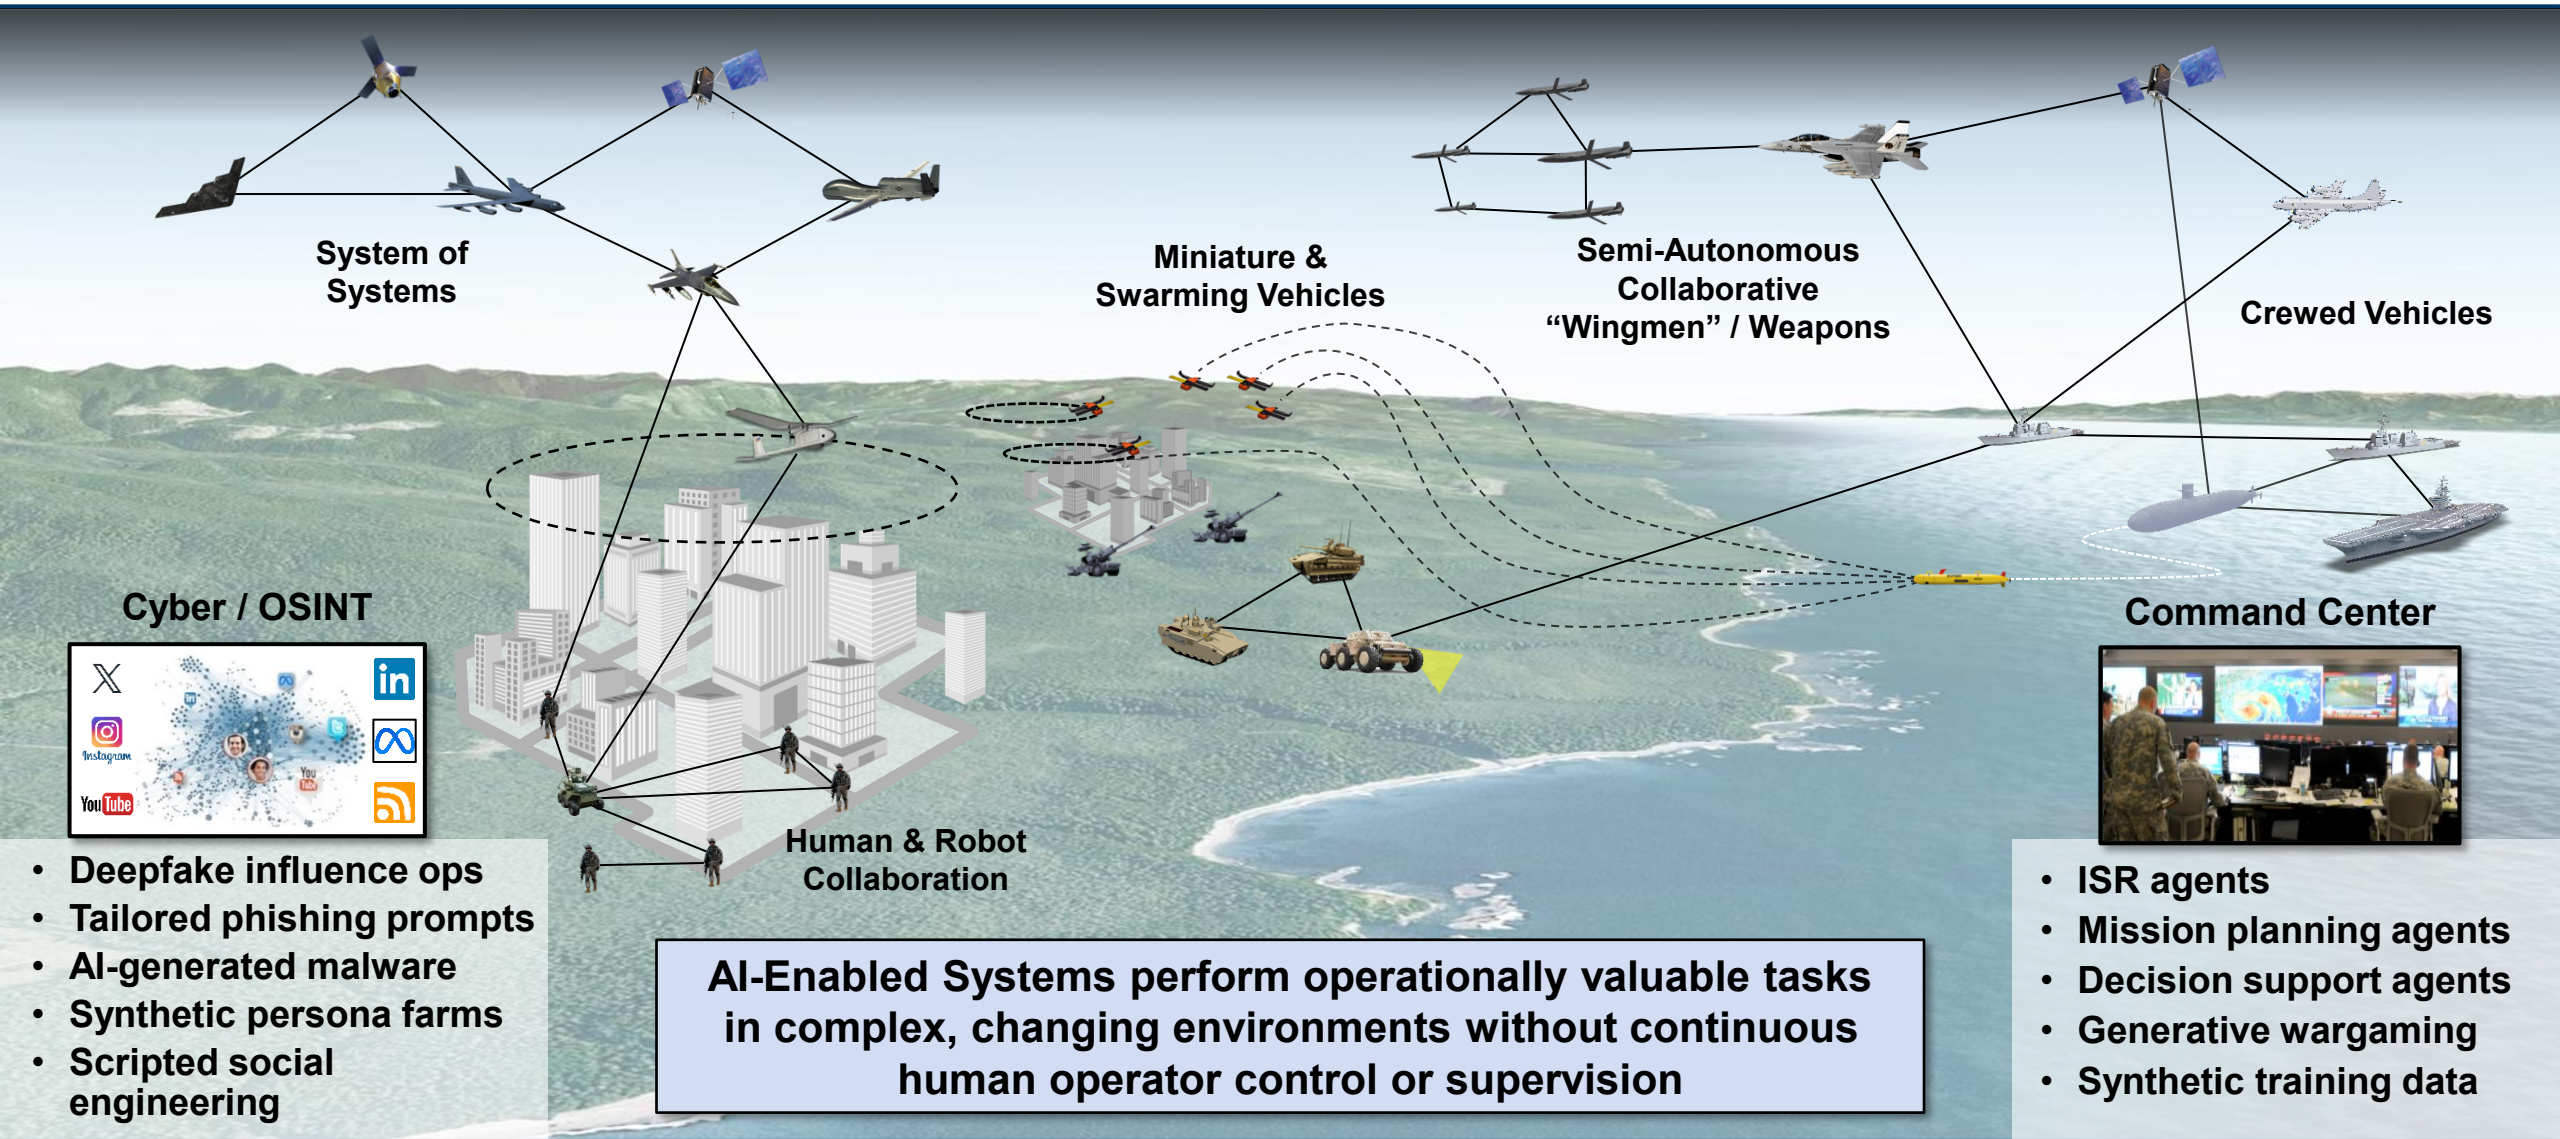 System of
Systems
Miniature &
Swarming Vehicles
Semi-Autonomous
Collaborative
“Wingmen” / Weapons
Crewed Vehicles
Cyber / OSINT
in
Instagram
You Tube
You
Tube
Human & Robot
Collaboration
Command Center
• Deepfake influence ops
• Tailored phishing prompts
• AI-generated malware
• Synthetic persona farms
• Scripted social
engineering
AI-Enabled Systems perform operationally valuable tasks
in complex, changing environments without continuous
human operator control or supervision
• ISR agents
• Mission planning agents
• Decision support agents
• Generative wargaming
• Synthetic training data